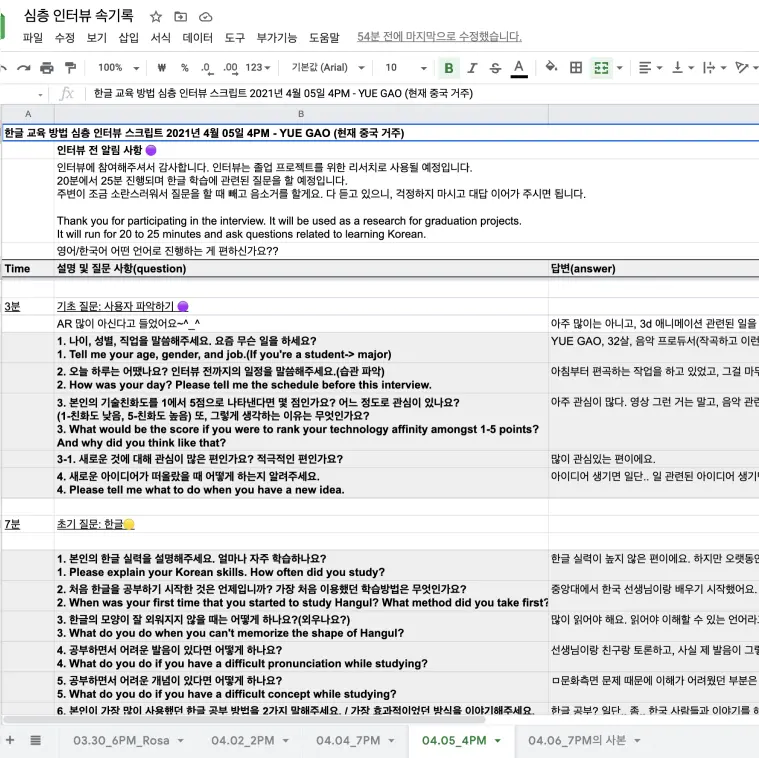 심층 인터뷰 속기록
파일 수정 보기 삽입 서식 데이터 도구 부가기능 도움말 54분 전에 마지막으로 수정했습니다.
100% ₩ % .0 .00 123 기본값 (Arial) 10 B I S A
fx 한글 교육 방법 심층 인터뷰 스크립트 2021년 4월 05일 4PM - YUE GAO (현재 중국 거주)
A B
한글 교육 방법 심층 인터뷰 스크립트 2021년 4월 05일 4PM - YUE GAO (현재 중국 거주)
인터뷰 전 알림 사항
인터뷰에 참여해주셔서 감사합니다. 인터뷰는 졸업 프로젝트를 위한 리서치로 사용될 예정입니다.
20분에서 25분 진행되며 한글 학습에 관련된 질문을 할 예정입니다.
주변이 조금 소란스러워서 질문을 할 때 빼고 음소거를 할게요. 다 듣고 있으니, 걱정하지 마시고 대답 이어가 주시면 됩니다.
Thank you for participating in the interview. It will be used as a research for graduation projects.
It will run for 20 to 25 minutes and ask questions related to learning Korean.
영어/한국어 어떤 언어로 진행하는 게 편하신가요??
Time 설명 및 질문 사항(question) 답변(answer)
3분 기초 질문: 사용자 파악하기
AR 많이 아신다고 들었어요~^_^ 아주 많이는 아니고, 3d 애니메이션 관련된 일을
1. 나이, 성별, 직업을 말씀해주세요. 요즘 무슨 일을 하세요? YUE GAO, 32살, 음악 프로듀서(작곡하고 이런
1. Tell me your age, gender, and job.(If you're a student-> major)
2. 오늘 하루는 어땠나요? 인터뷰 전까지의 일정을 말씀해주세요.(습관 파악) 아침부터 편곡하는 작업을 하고 있었고, 그걸 마무
2. How was your day? Please tell me the schedule before this interview.
3. 본인의 기술친화도를 1에서 5점으로 나타낸다면 몇 점인가요? 어느 정도로 관심이 있나요? 아주 관심이 많다. 영상 그런 거는 말고, 음악 관련
(1-친화도 낮음, 5-친화도 높음) 또, 그렇게 생각하는 이유는 무엇인가요?
3. What would be the score if you were to rank your technology affinity amongst 1-5 points?
And why did you think like that?
3-1. 새로운 것에 대해 관심이 많은 편인가요? 적극적인 편인가요? 많이 관심있는 편이에요.
4. 새로운 아이디어가 떠올랐을 때 어떻게 하는지 알려주세요. 아이디어 생기면 일단.. 일 관련된 아이디어 생기
4. Please tell me what to do when you have a new idea.
7분 초기 질문: 한글
1. 본인의 한글 실력을 설명해주세요. 얼마나 자주 학습하나요? 한글 실력이 높지 않은 편이에요. 하지만 오랫동안
1. Please explain your Korean skills. How often did you study?
2. 처음 한글을 공부하기 시작한 것은 언제입니까? 가장 처음 이용했던 학습방법은 무엇인가요? 중앙대에서 한국 선생님이랑 배우기 시작했어요.
2. When was your first time that you started to study Hangul? What method did you take first?
3. 한글의 모양이 잘 외워지지 않을 때는 어떻게 하나요?(외우나요?) 많이 읽어야 해요. 읽어야 이해할 수 있는 언어라
3. What do you do when you can't memorize the shape of Hangul?
4. 공부하면서 어려운 발음이 있다면 어떻게 하나요? 선생님이랑 친구랑 토론하고, 사실 제 발음이 그렇
4. What do you do if you have a difficult pronunciation while studying?
5. 공부하면서 어려운 개념이 있다면 어떻게 하나요? ㅁ문화측면 문제 때문에 이해가 어려웠던 부분은
5. What do you do if you have a difficult concept while studying?
6. 본인이 가장 많이 사용했던 한글 공부 방법을 2가지 말해주세요. / 가장 효과적이었던 방식을 이야기해주세요. 한글 공부? 일단.. 좀.. 한국 사람들과 이야기를 해
03.30_6PM_Rosa 04.02_2PM 04.04_7PM 04.05_4PM 04.06_7PM의 사본